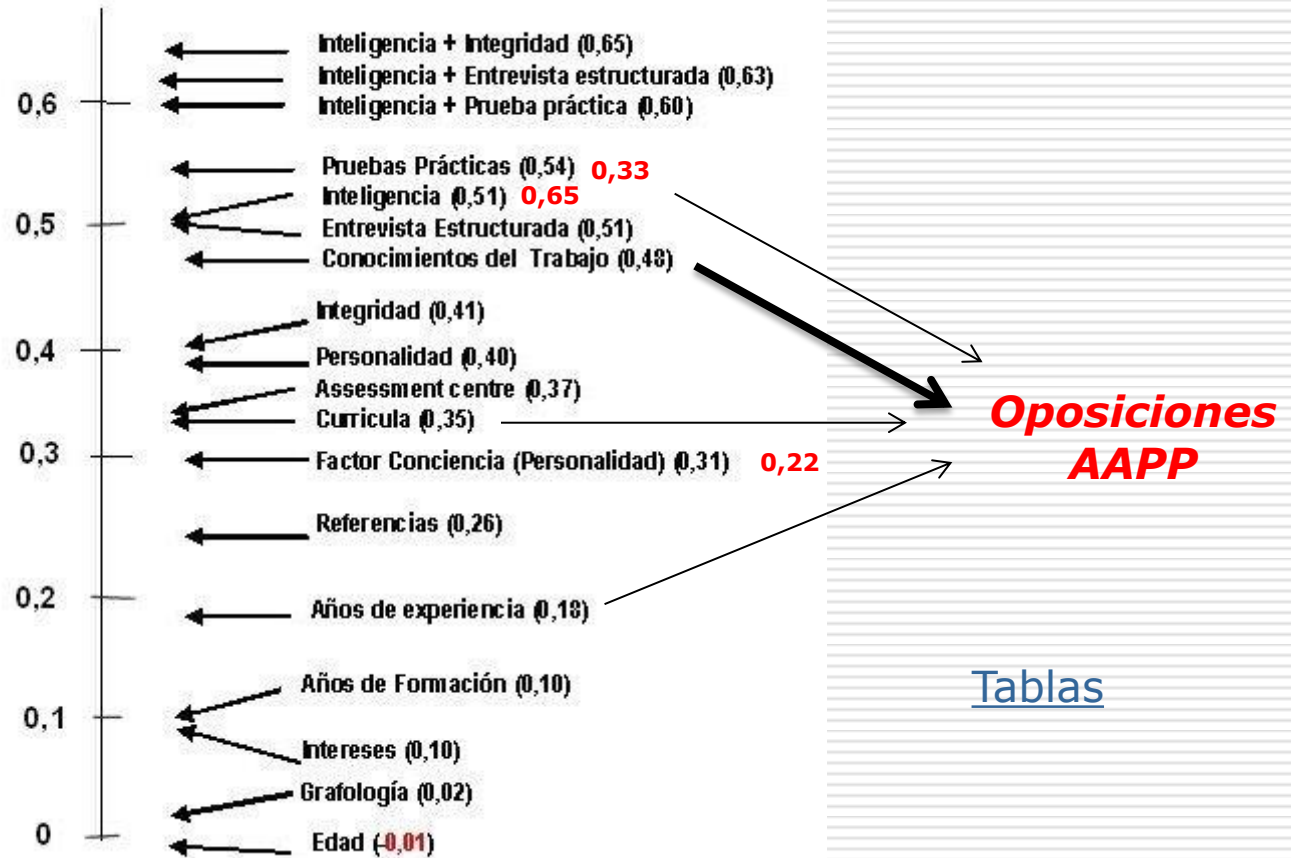 Inteligencia + Integridad (0,65)
Inteligencia + Entrevista estructurada (0,63)
0,6
Inteligencia + Prueba práctica (0,60)
Pruebas Prácticas (0,54) 0,33
Inteligencia (0,51) 0,65
0,5
Entrevista Estructurada (0,51)
Conocimientos del Trabajo (0,48)
Integridad (0,41)
0,4
Personalidad (0,40)
Assessment centre (0,37)
Curricula (0,35)
Oposiciones
AAPP
0,3
Factor Conciencia (Personalidad) (0,31) 0,22
Referencias (0,26)
0,2
Años de experiencia (0,18)
Años de Formación (0,10)
Tablas
0,1
Intereses (0,10)
Grafología (0,02)
0
Edad (-0,01)